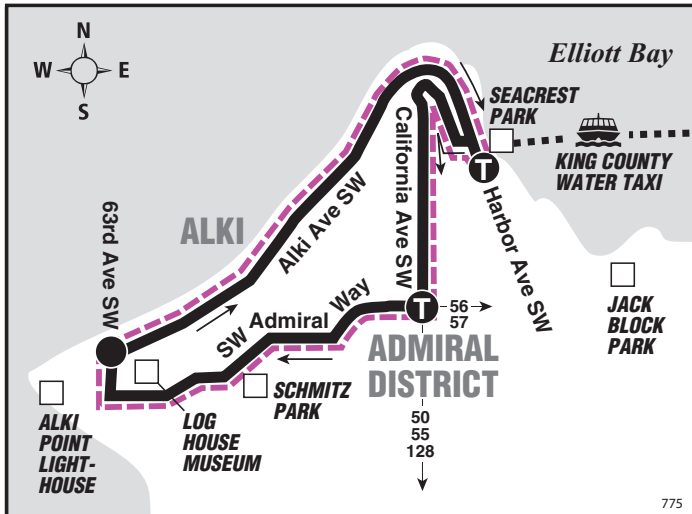 N
W E
S
Elliott Bay
SEACREST
PARK
KING COUNTY
WATER TAXI
California Ave SW
T
Harbor Ave SW
63rd Ave SW
ALKI
Alki Ave SW
JACK
BLOCK
PARK
SW Admiral Way
T
56
57
ADMIRAL
DISTRICT
SCHMITZ
PARK
LOG
HOUSE
MUSEUM
ALKI
POINT
LIGHT-
HOUSE
50
55
128
775